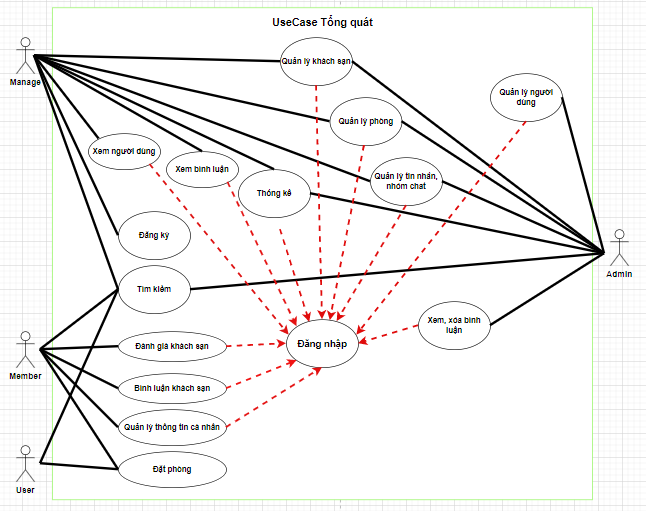 UseCase Tổng quát
Manage
Quản lý khách sạn
Quản lý người
dùng
Quản lý phòng
Xem người dùng
Xem bình luận
Quản lý tin nhắn,
nhóm chat
Thống kê
Đăng ký
Admin
Tìm kiếm
Xem, xóa bình
luận
Đánh giá khách sạn
Đăng nhập
Member
Bình luận khách sạn
Quản lý thông tin cá nhân
Đặt phòng
User